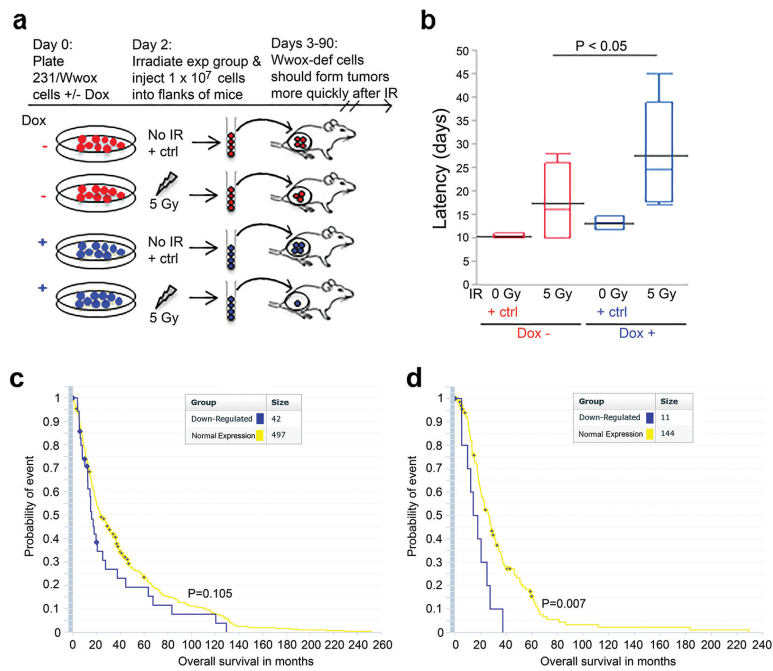 a
Day 0:
Plate
231/Wwox
cells +/- Dox
Day 2:
Irradiate exp group &
inject 1 x 10⁷ cells
into flanks of mice
Days 3-90:
Wwox-def cells
should form tumors
more quickly after IR
Dox
-
No IR
+ ctrl
-
5 Gy
+
No IR
+ ctrl
+
5 Gy
b
P < 0.05
Latency (days)
50
45
40
35
30
25
20
15
10
5
0
IR 0 Gy 5 Gy 0 Gy 5 Gy
+ ctrl + ctrl
Dox - Dox +
c
Group Size
Down-Regulated 42
Normal Expression 497
Probability of event
1
0.9
0.8
0.7
0.6
0.5
0.4
0.3
0.2
0.1
0
P=0.105
0 20 40 60 80 100 120 140 160 180 200 220 240 260
Overall survival in months
d
Group Size
Down-Regulated 11
Normal Expression 144
Probability of event
1
0.9
0.8
0.7
0.6
0.5
0.4
0.3
0.2
0.1
0
P=0.007
0 20 40 60 80 100 120 140 160 180 200 220 240
Overall survival in months